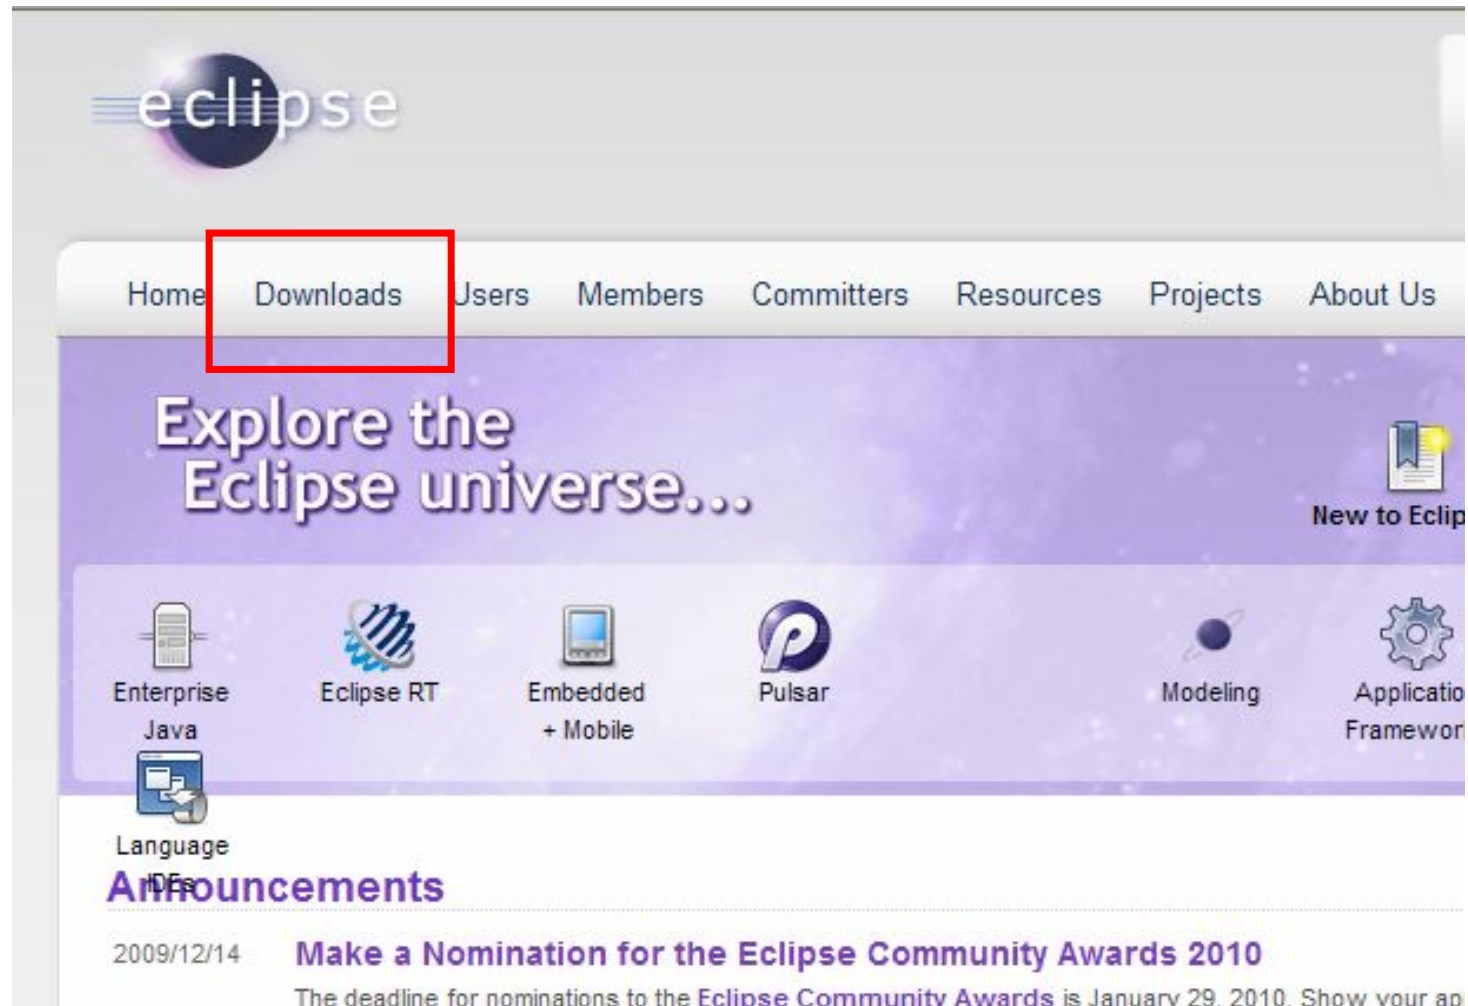 eclipse
Home Downloads Users Members Committers Resources Projects About Us
Explore the
Eclipse universe...
New to Eclip
Enterprise
Java
Eclipse RT
Embedded
+ Mobile
Pulsar
Modeling
Applicatio
Framewor
Language
IDEs
Announcements
2009/12/14 Make a Nomination for the Eclipse Community Awards 2010
The deadline for nominations to the Eclipse Community Awards is January 29, 2010. Show your ap